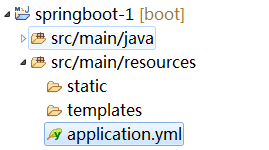 springboot-1 [boot]
src/main/java
src/main/resources
static
templates
application.yml